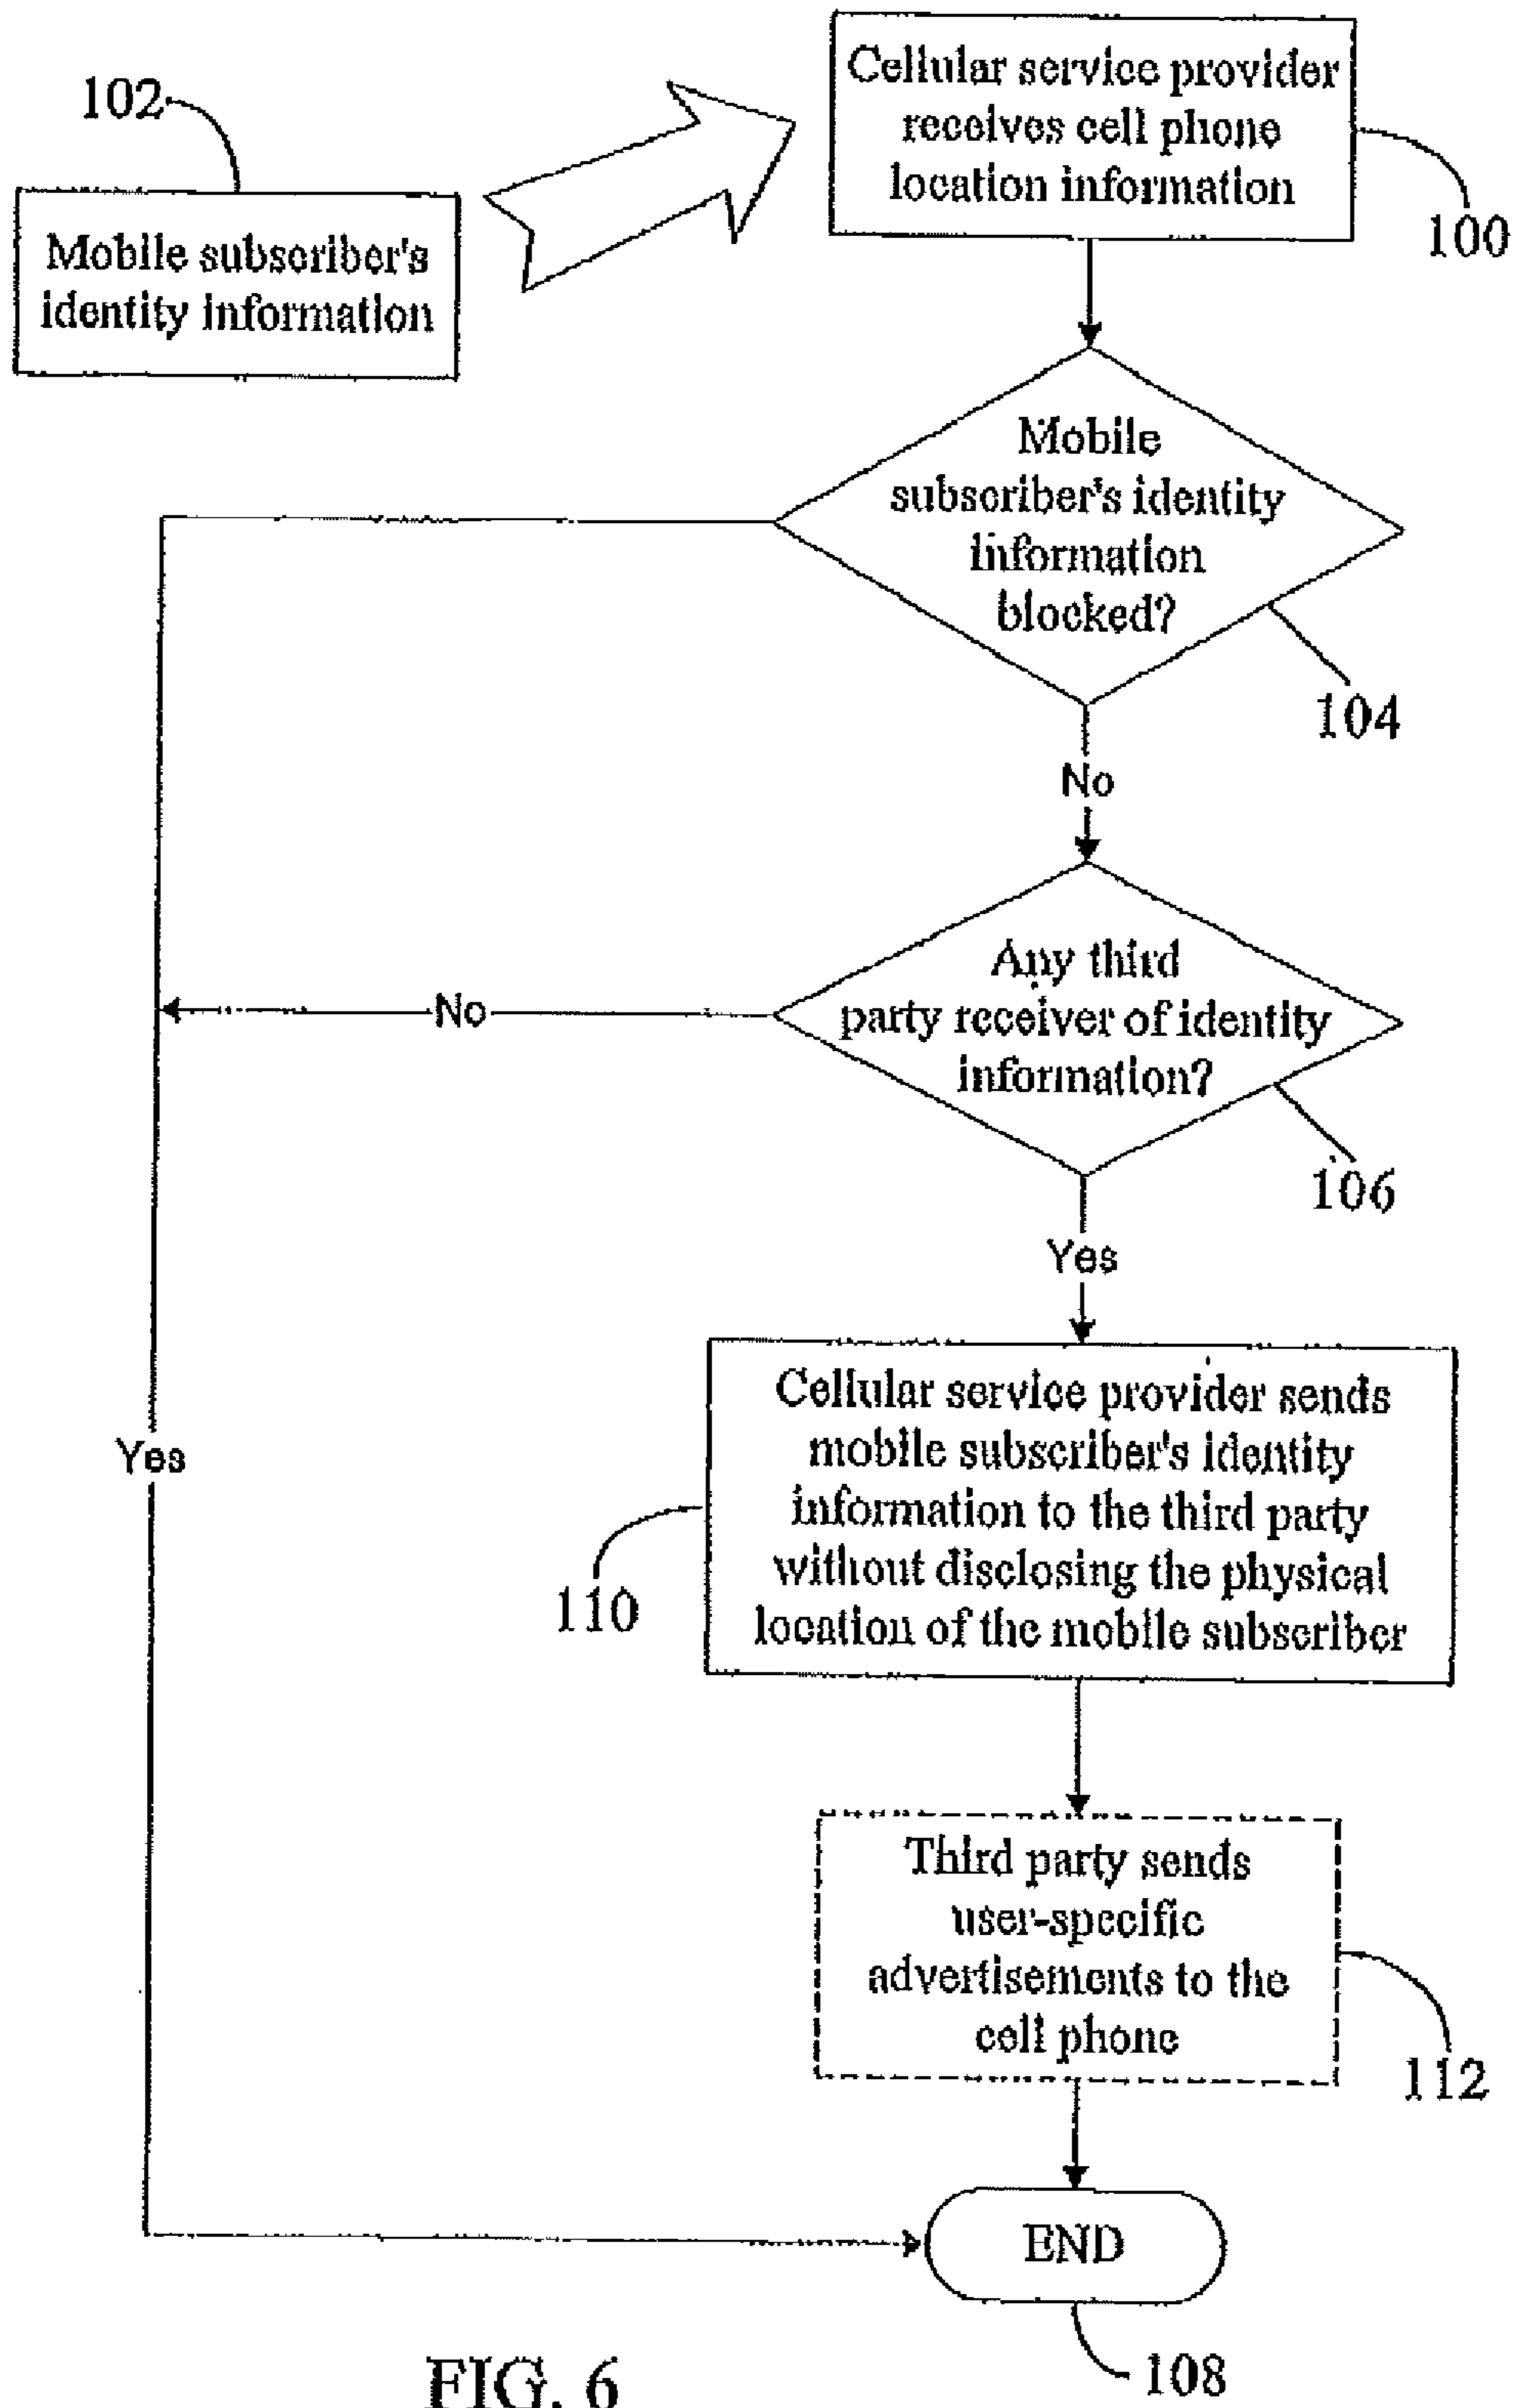 102
Mobile subscriber's
identity information
Cellular service provider
receives cell phone
location information
100
Mobile
subscriber's identity
information
blocked?
104
No
Any third
party receiver of identity
information?
No
106
Yes
Cellular service provider sends
mobile subscriber's identity
information to the third party
without disclosing the physical
location of the mobile subscriber
110
Yes
Third party sends
user-specific
advertisements to the
cell phone
112
END
108
FIG. 6